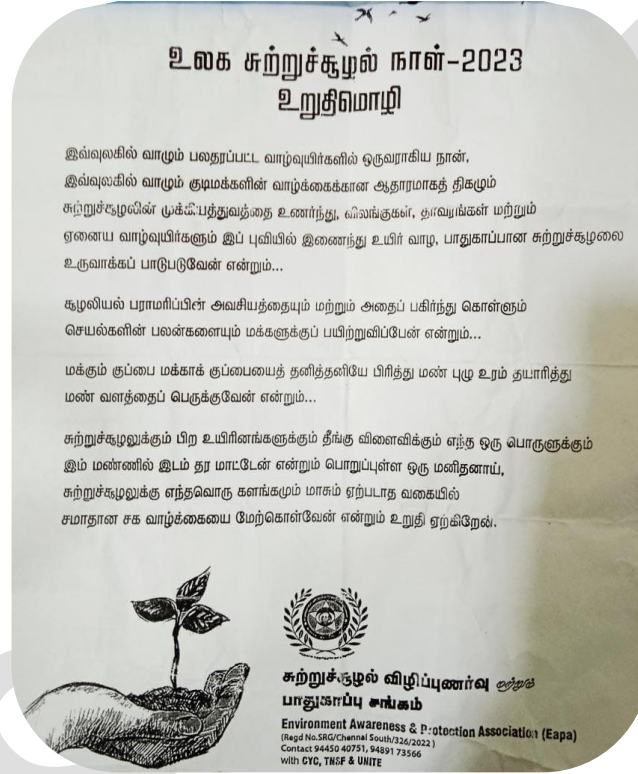 உலக சுற்றுச்சூழல் நாள்-2023
உறுதிமொழி
இவ்வுலகில் வாழும் பலதரப்பட்ட வாழ்வுயிர்களில் ஒருவராகிய நான்,
இவ்வுலகில் வாழும் குடிமக்களின் வாழ்க்கைக்கான ஆதாரமாகத் திகழும்
சுற்றுச்சூழலின் முக்கியத்துவத்தை உணர்ந்து, விலங்குகள், தாவரங்கள் மற்றும்
ஏனைய வாழ்வுயிர்களும் இப் புவியில் இணைந்து உயிர் வாழ, பாதுகாப்பான சுற்றுச்சூழலை
உருவாக்கப் பாடுபடுவேன் என்றும்...
சூழலியல் பராமரிப்பின் அவசியத்தையும் மற்றும் அதைப் பகிர்ந்து கொள்ளும்
செயல்களின் பலன்களையும் மக்களுக்குப் பயிற்றுவிப்பேன் என்றும்...
மக்கும் குப்பை மக்காக் குப்பையைத் தனித்தனியே பிரித்து மண் புழு உரம் தயாரித்து
மண் வளத்தைப் பெருக்குவேன் என்றும்...
சுற்றுச்சூழலுக்கும் பிற உயிரினங்களுக்கும் தீங்கு விளைவிக்கும் எந்த ஒரு பொருளுக்கும்
இம் மண்ணில் இடம் தர மாட்டேன் என்றும் பொறுப்புள்ள ஒரு மனிதனாய்,
சுற்றுச்சூழலுக்கு எந்தவொரு களங்கமும் மாசும் ஏற்படாத வகையில்
சமாதான சக வாழ்க்கையை மேற்கொள்வேன் என்றும் உறுதி ஏற்கிறேன்.
சுற்றுச்சூழல் விழிப்புணர்வு மற்றும்
பாதுகாப்பு சங்கம்
Environment Awareness & Protection Association (Eapa)
(Regd No.SRG/Chennai South/326/2022)
Contact 94450 40751, 94891 73566
with CYC, TNSF & UNITE